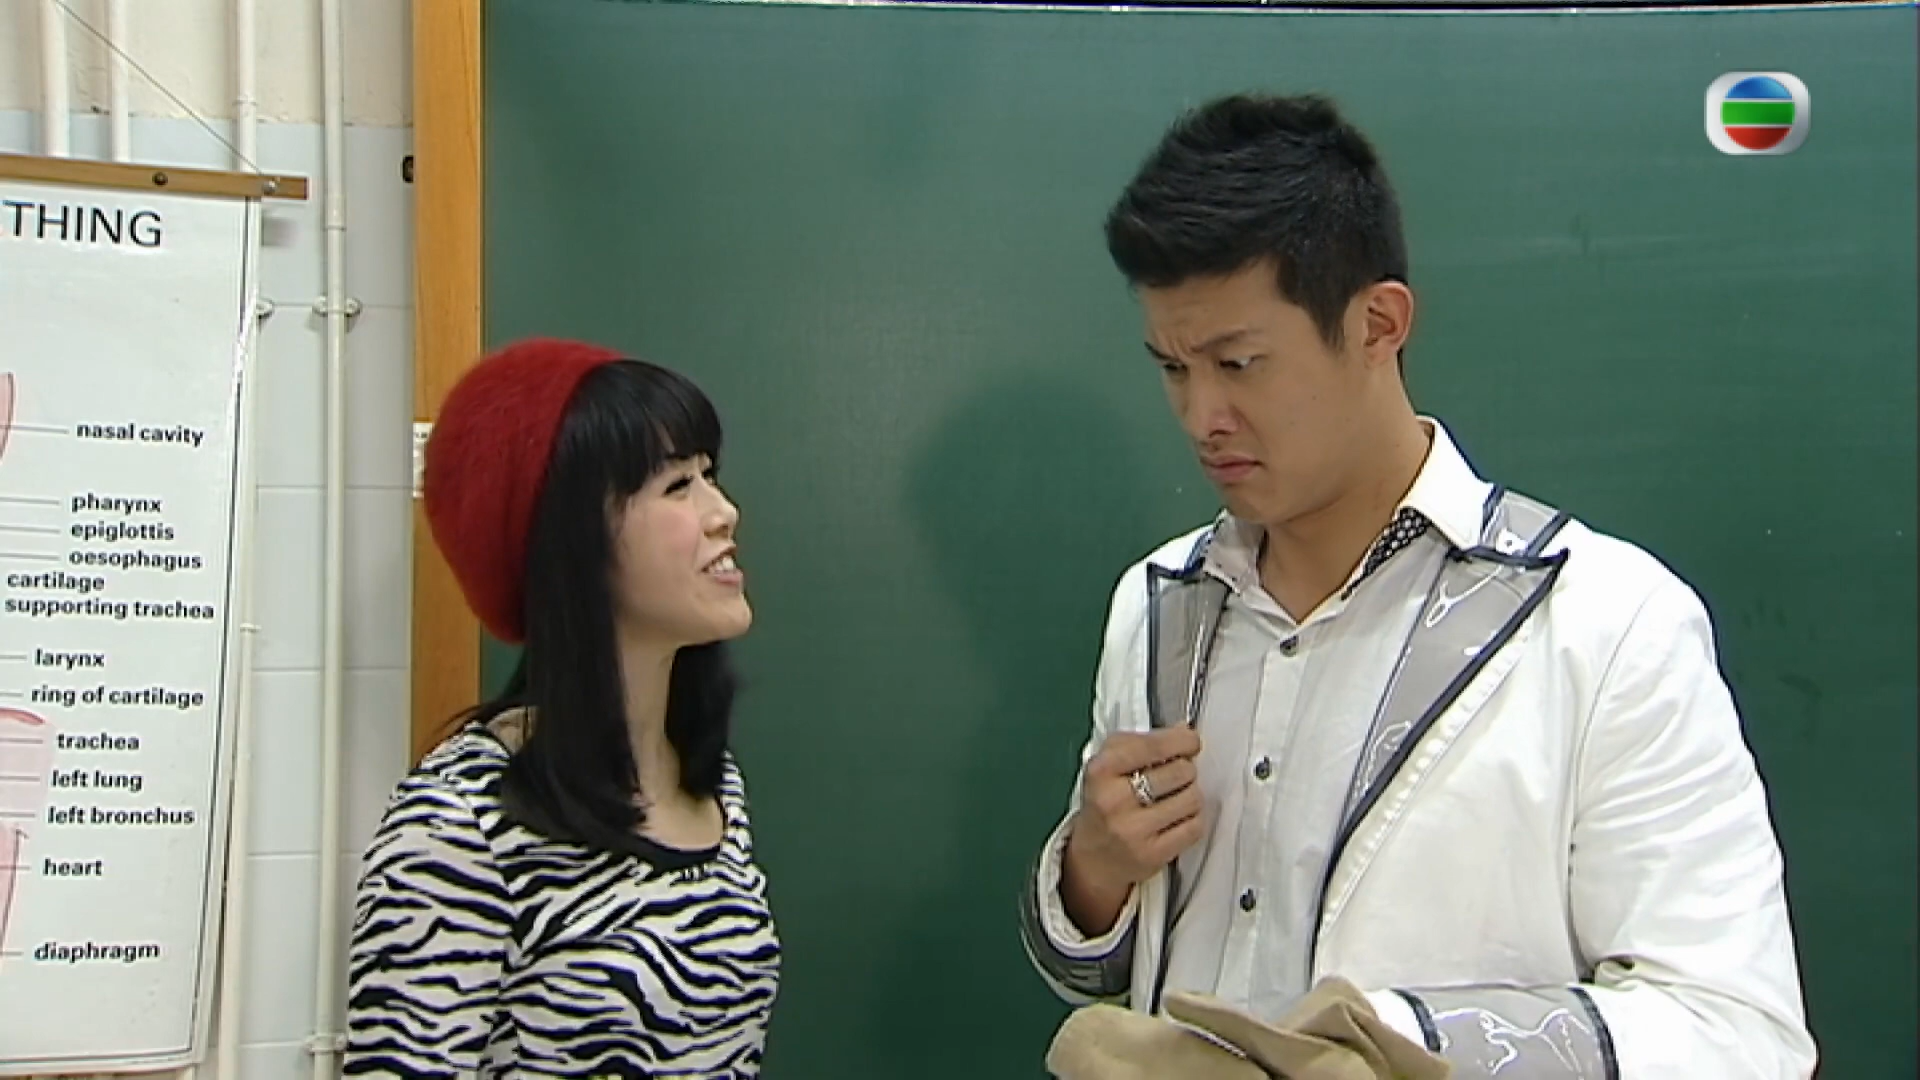 THING
nasal cavity
pharynx
epiglottis
oesophagus
cartilage
supporting trachea
larynx
ring of cartilage
trachea
left lung
left bronchus
heart
diaphragm